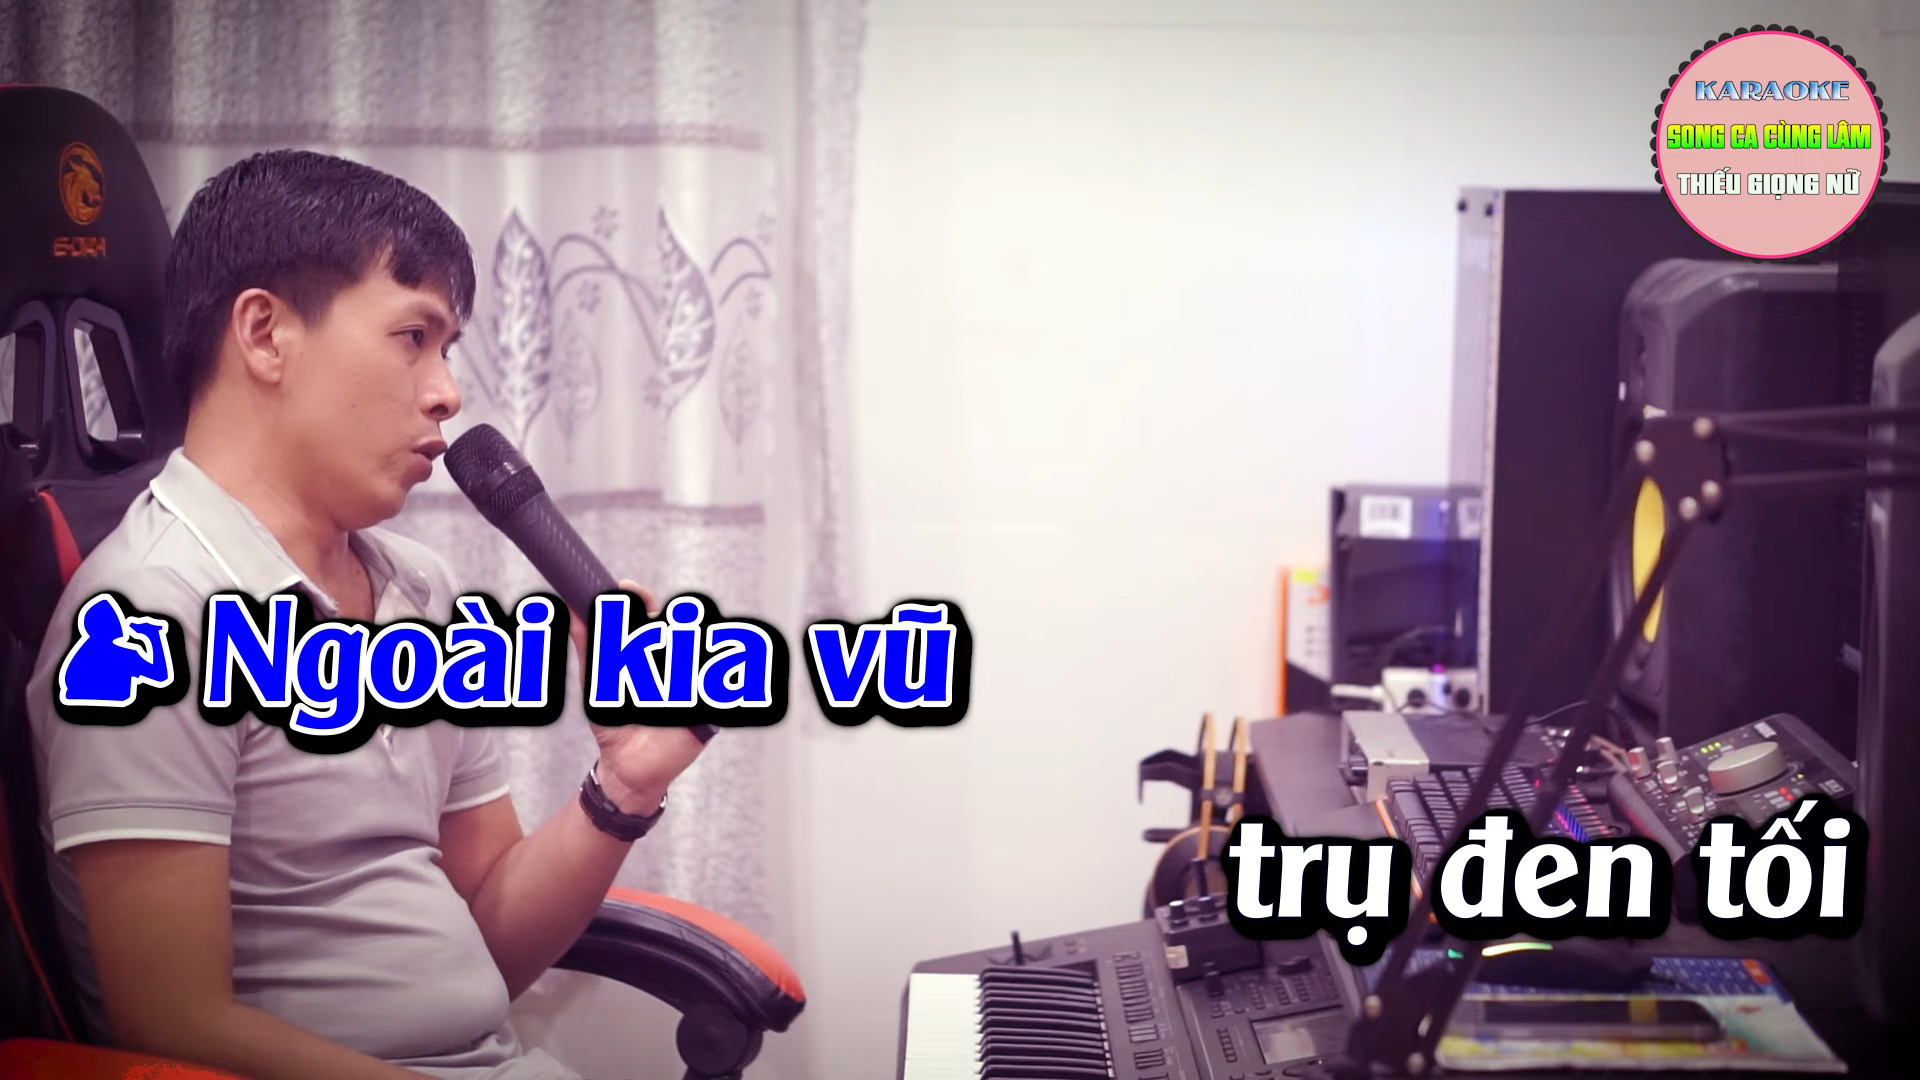 KARAOKE
SONG CA CÙNG LÂM
THIẾU GIỌNG NỮ
Ngoài kia vũ
trụ đen tối